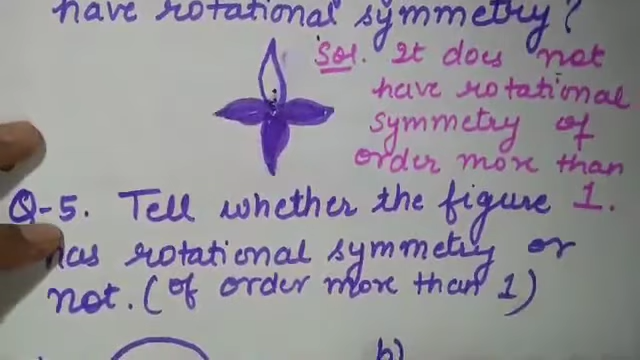 have rotational symmetry?
Sol. It does not
have rotational
symmetry of
order more than
1.
Q-5. Tell whether the figure
has rotational symmetry or
not. (of order more than 1)
b)